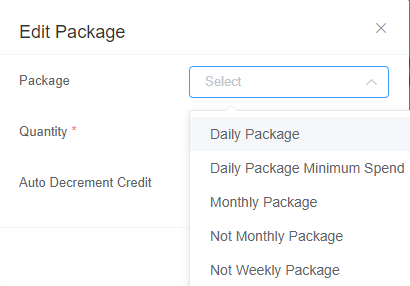 Edit Package
Package
Select
Daily Package
Quantity *
Daily Package Minimum Spend
Auto Decrement Credit
Monthly Package
Not Monthly Package
Not Weekly Package